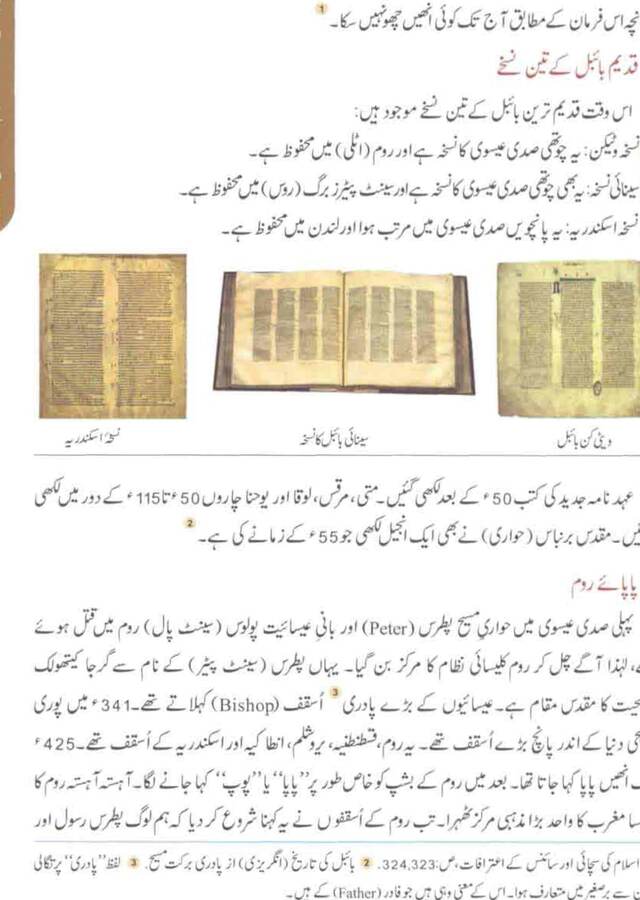 نچہ اس فرمان کے مطابق آج تک کوئی انھیں چھو نہیں سکا۔ 1
قدیم بائبل کے تین نسخے
اس وقت قدیم ترین بائبل کے تین نسخے موجود ہیں:
نسخہ ویٹیکن: یہ چوتھی صدی عیسوی کا نسخہ ہے اور روم (اٹلی) میں محفوظ ہے۔
سینائی نسخہ: یہ بھی چوتھی صدی عیسوی کا نسخہ ہے اور سینٹ پیٹرز برگ (روس) میں محفوظ ہے۔
نسخہ اسکندریہ: یہ پانچویں صدی عیسوی میں مرتب ہوا اور لندن میں محفوظ ہے۔
ویٹی کن بائبل
سینائی بائبل کا نسخہ
نسخۂ اسکندریہ
عہد نامہ جدید کی کتب 50ء کے بعد لکھی گئیں۔ متی، مرقس، لوقا اور یوحنا چاروں 50ء تا 115ء کے دور میں لکھی
ئیں۔ مقدس برنباس (حواری) نے بھی ایک انجیل لکھی جو 55ء کے زمانے کی ہے۔ 2
پاپائے روم
پہلی صدی عیسوی میں حواریِ مسیح پطرس (Peter) اور بانیِ عیسائیت پولوس (سینٹ پال) روم میں قتل ہوئے
ے، لہٰذا آگے چل کر روم کلیسائی نظام کا مرکز بن گیا۔ یہاں پطرس (سینٹ پیٹر) کے نام سے گرجا کیتھولک
حیت کا مقدس مقام ہے۔ عیسائیوں کے بڑے پادری 3 اُسقف (Bishop) کہلاتے تھے۔ 341ء میں پوری
ی دنیا کے اندر پانچ بڑے اُسقف تھے۔ یہ روم، قسطنطنیہ، یروشلم، انطاکیہ اور اسکندریہ کے اُسقف تھے۔ 425ء
انھیں پاپا کہا جاتا تھا۔ بعد میں روم کے بشپ کو خاص طور پر ”پاپا“ یا ”پوپ“ کہا جانے لگا۔ آہستہ آہستہ روم کا
سا مغرب کا واحد بڑا مذہبی مرکز ٹھہرا۔ تب روم کے اُسقفوں نے یہ کہنا شروع کر دیا کہ ہم لوگ پطرس رسول اور
اسلام کی سچائی اور سائنس کے اعترافات، ص: 324,323۔ 2 بائبل کی تاریخ (انگریزی) از پادری برکت مسیح۔ 3 لفظ ”پادری“ پرتگالی
ن سے برصغیر میں متعارف ہوا۔ اس کے معنی وہی ہیں جو فادر (Father) کے ہیں۔